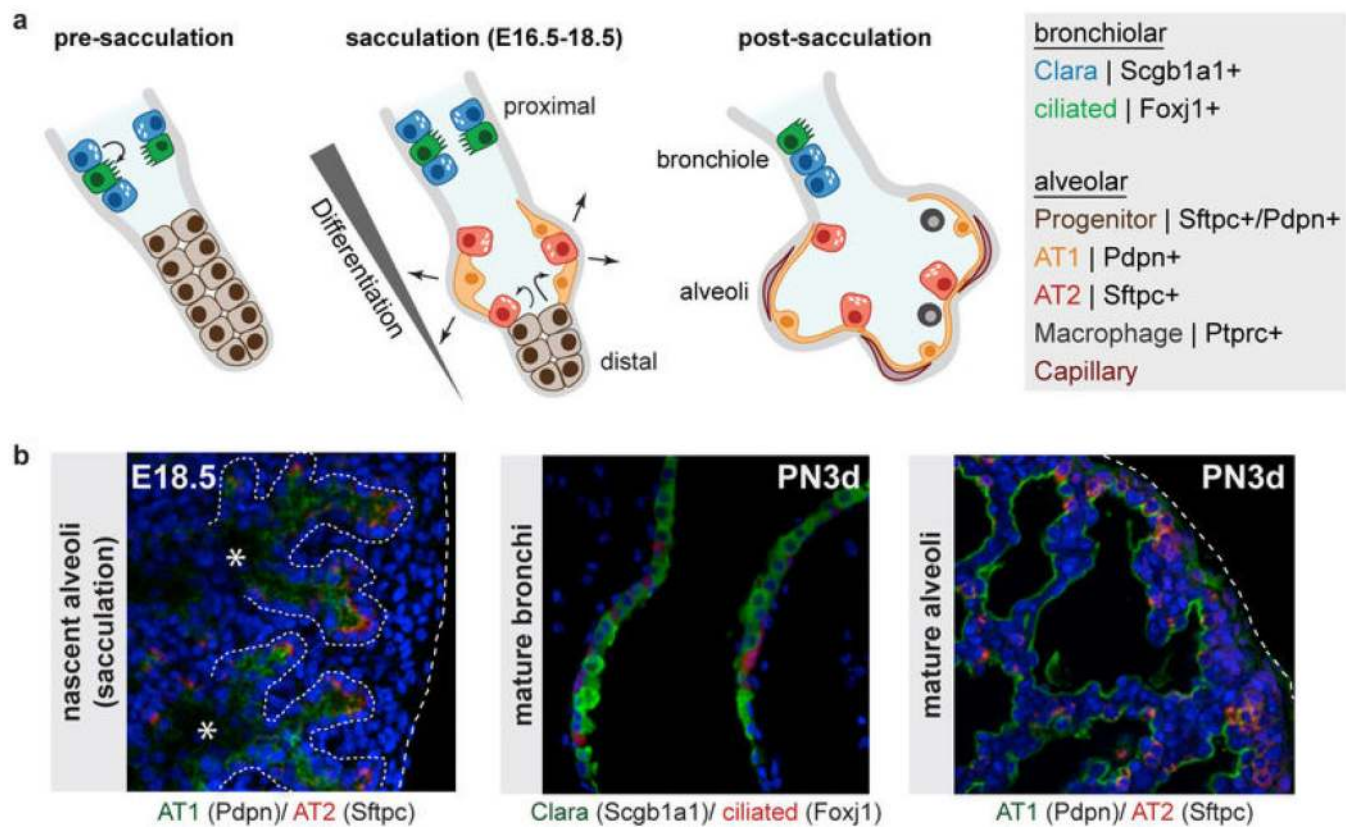 a
pre-sacculation
sacculation (E16.5-18.5)
post-sacculation
proximal
Differentiation
distal
bronchiole
alveoli
bronchiolar
Clara | Scgb1a1+
ciliated | Foxj1+
alveolar
Progenitor | Sftpc+/Pdpn+
AT1 | Pdpn+
AT2 | Sftpc+
Macrophage | Ptprc+
Capillary
b
nascent alveoli
(sacculation)
E18.5
*
*
AT1 (Pdpn)/ AT2 (Sftpc)
mature bronchi
PN3d
Clara (Scgb1a1)/ ciliated (Foxj1)
mature alveoli
PN3d
AT1 (Pdpn)/ AT2 (Sftpc)